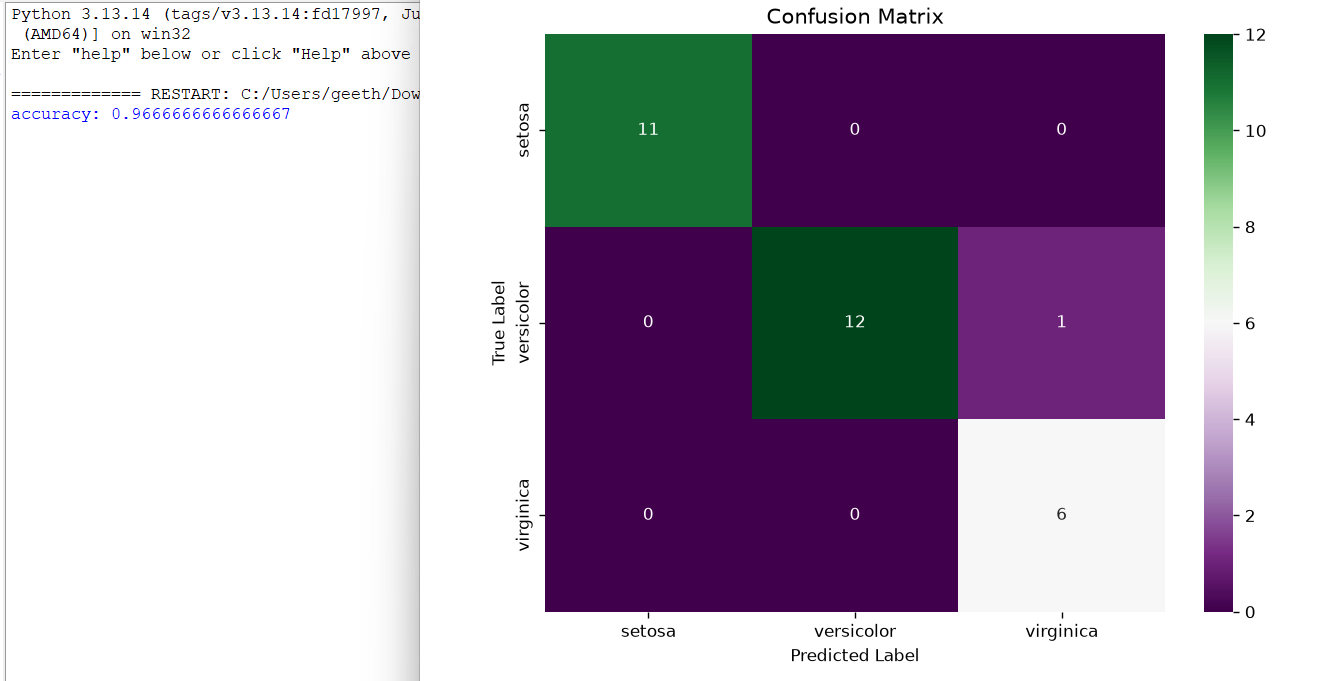 Python 3.13.14 (tags/v3.13.14:fd17997, Ju
(AMD64)] on win32
Enter "help" below or click "Help" above
============= RESTART: C:/Users/geeth/Dow
accuracy: 0.9666666666666667
Confusion Matrix
True Label
setosa
11 0 0
versicolor
0 12 1
virginica
0 0 6
setosa versicolor virginica
Predicted Label
12
10
8
6
4
2
0